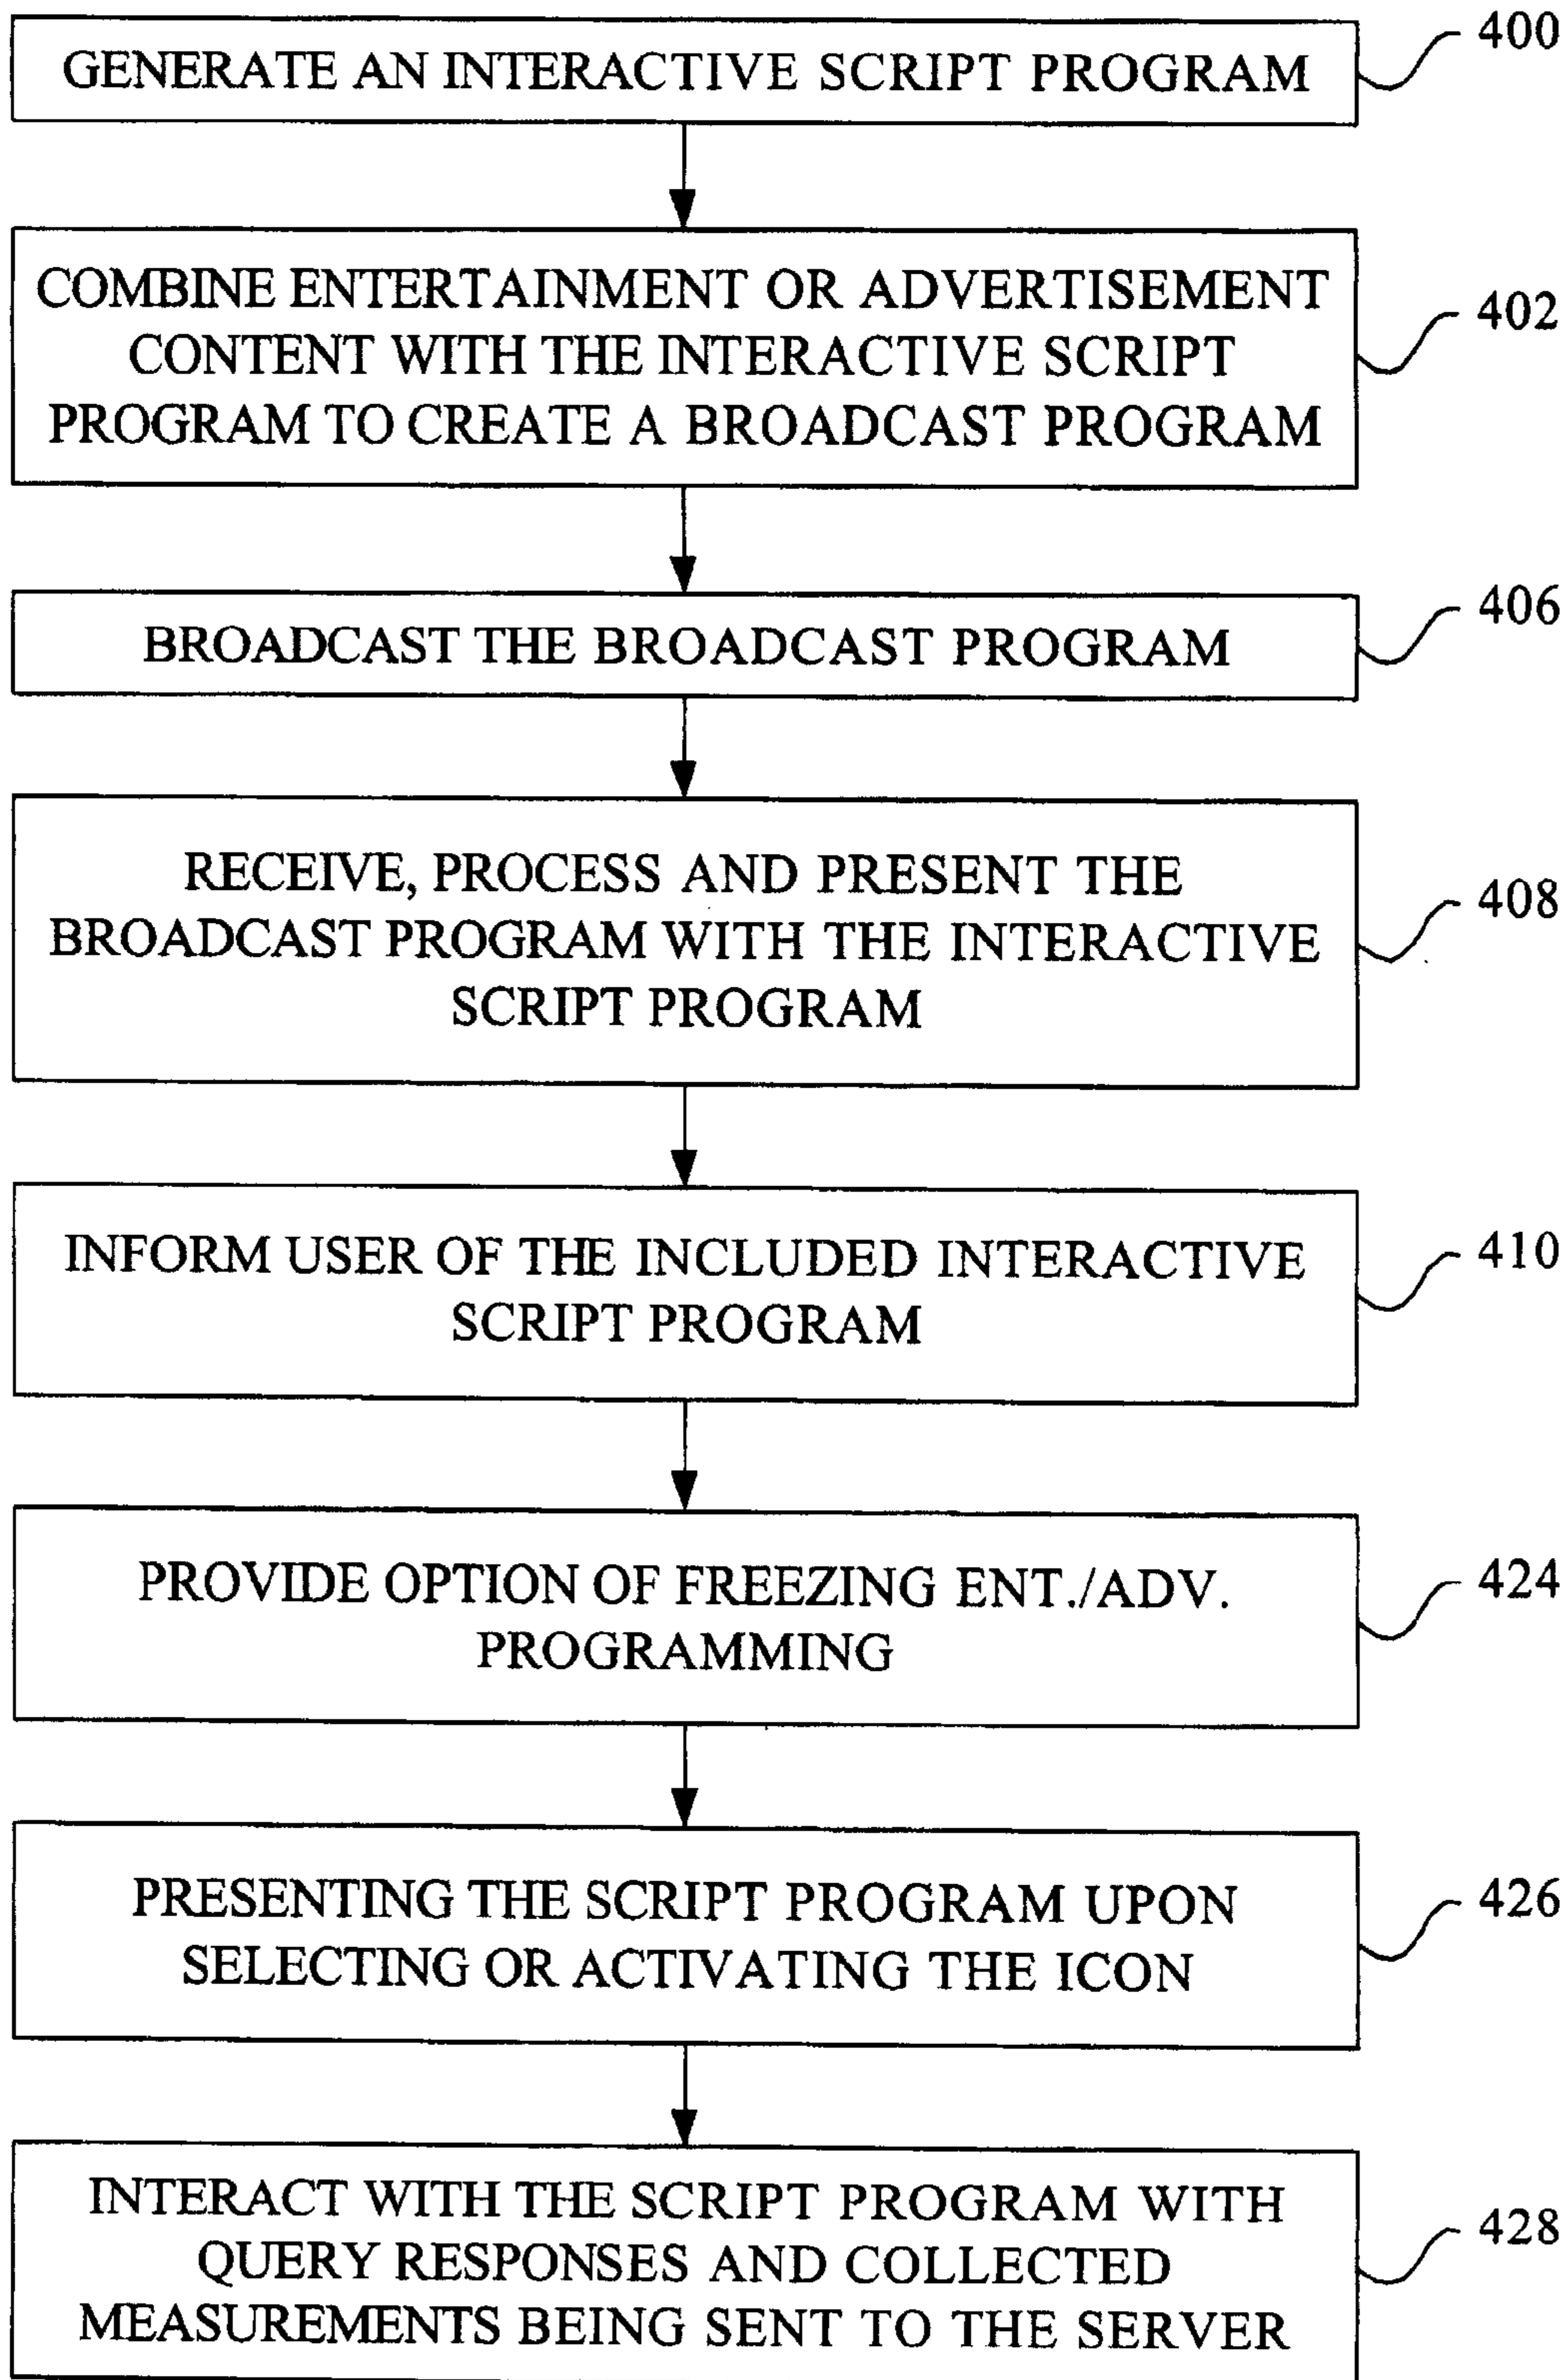 GENERATE AN INTERACTIVE SCRIPT PROGRAM
400
COMBINE ENTERTAINMENT OR ADVERTISEMENT
CONTENT WITH THE INTERACTIVE SCRIPT
PROGRAM TO CREATE A BROADCAST PROGRAM
402
BROADCAST THE BROADCAST PROGRAM
406
RECEIVE, PROCESS AND PRESENT THE
BROADCAST PROGRAM WITH THE INTERACTIVE
SCRIPT PROGRAM
408
INFORM USER OF THE INCLUDED INTERACTIVE
SCRIPT PROGRAM
410
PROVIDE OPTION OF FREEZING ENT./ADV.
PROGRAMMING
424
PRESENTING THE SCRIPT PROGRAM UPON
SELECTING OR ACTIVATING THE ICON
426
INTERACT WITH THE SCRIPT PROGRAM WITH
QUERY RESPONSES AND COLLECTED
MEASUREMENTS BEING SENT TO THE SERVER
428